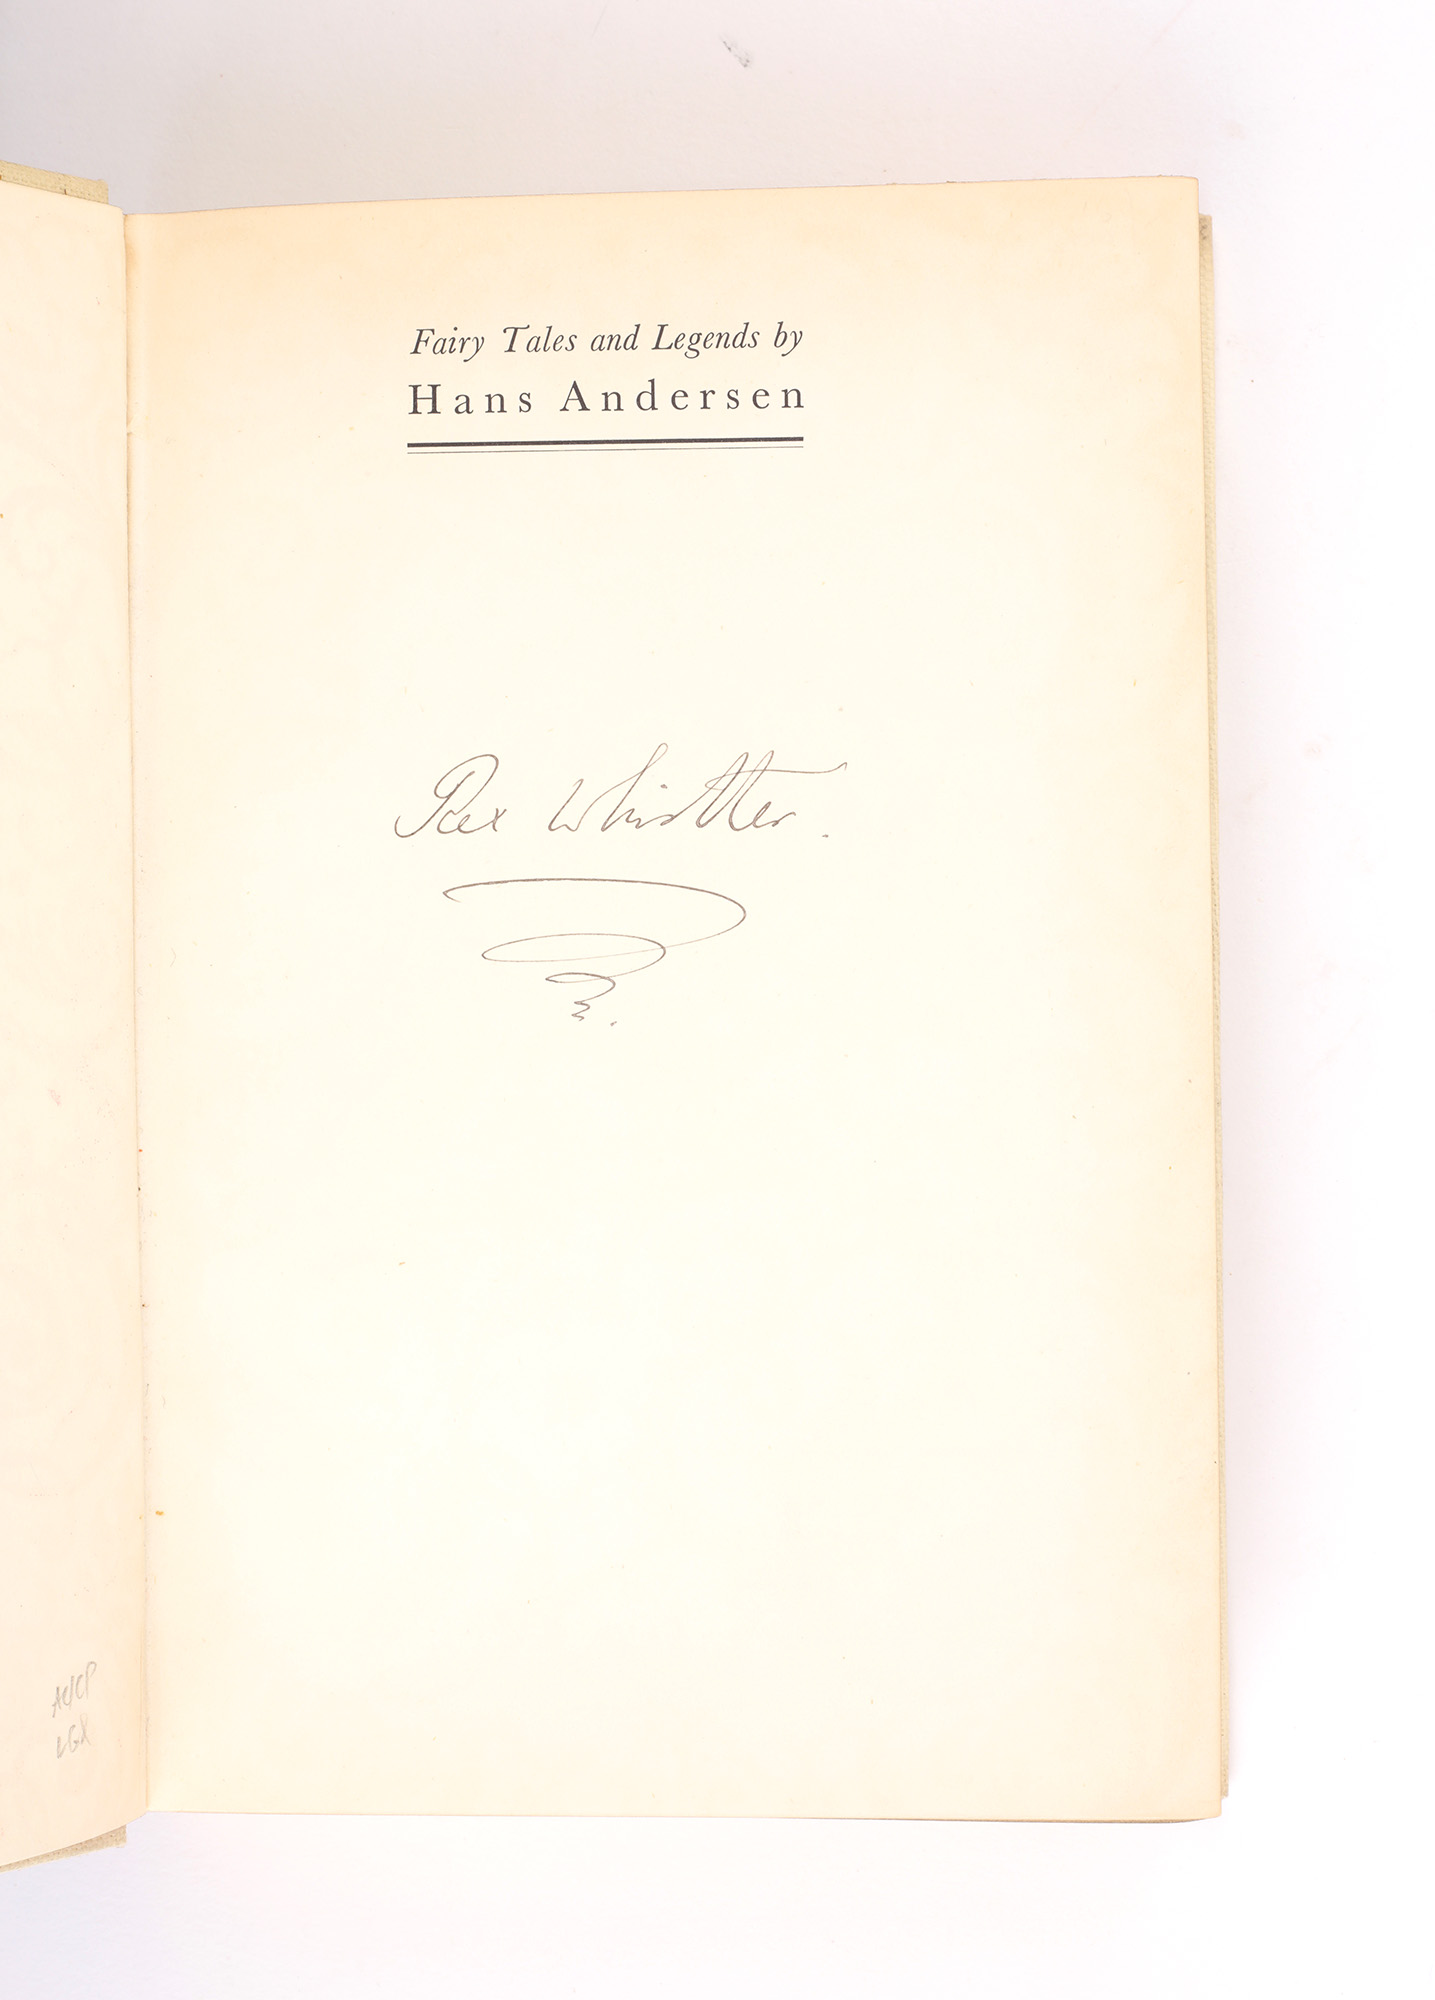 Fairy Tales and Legends by
Hans Andersen
Rex Whistler.